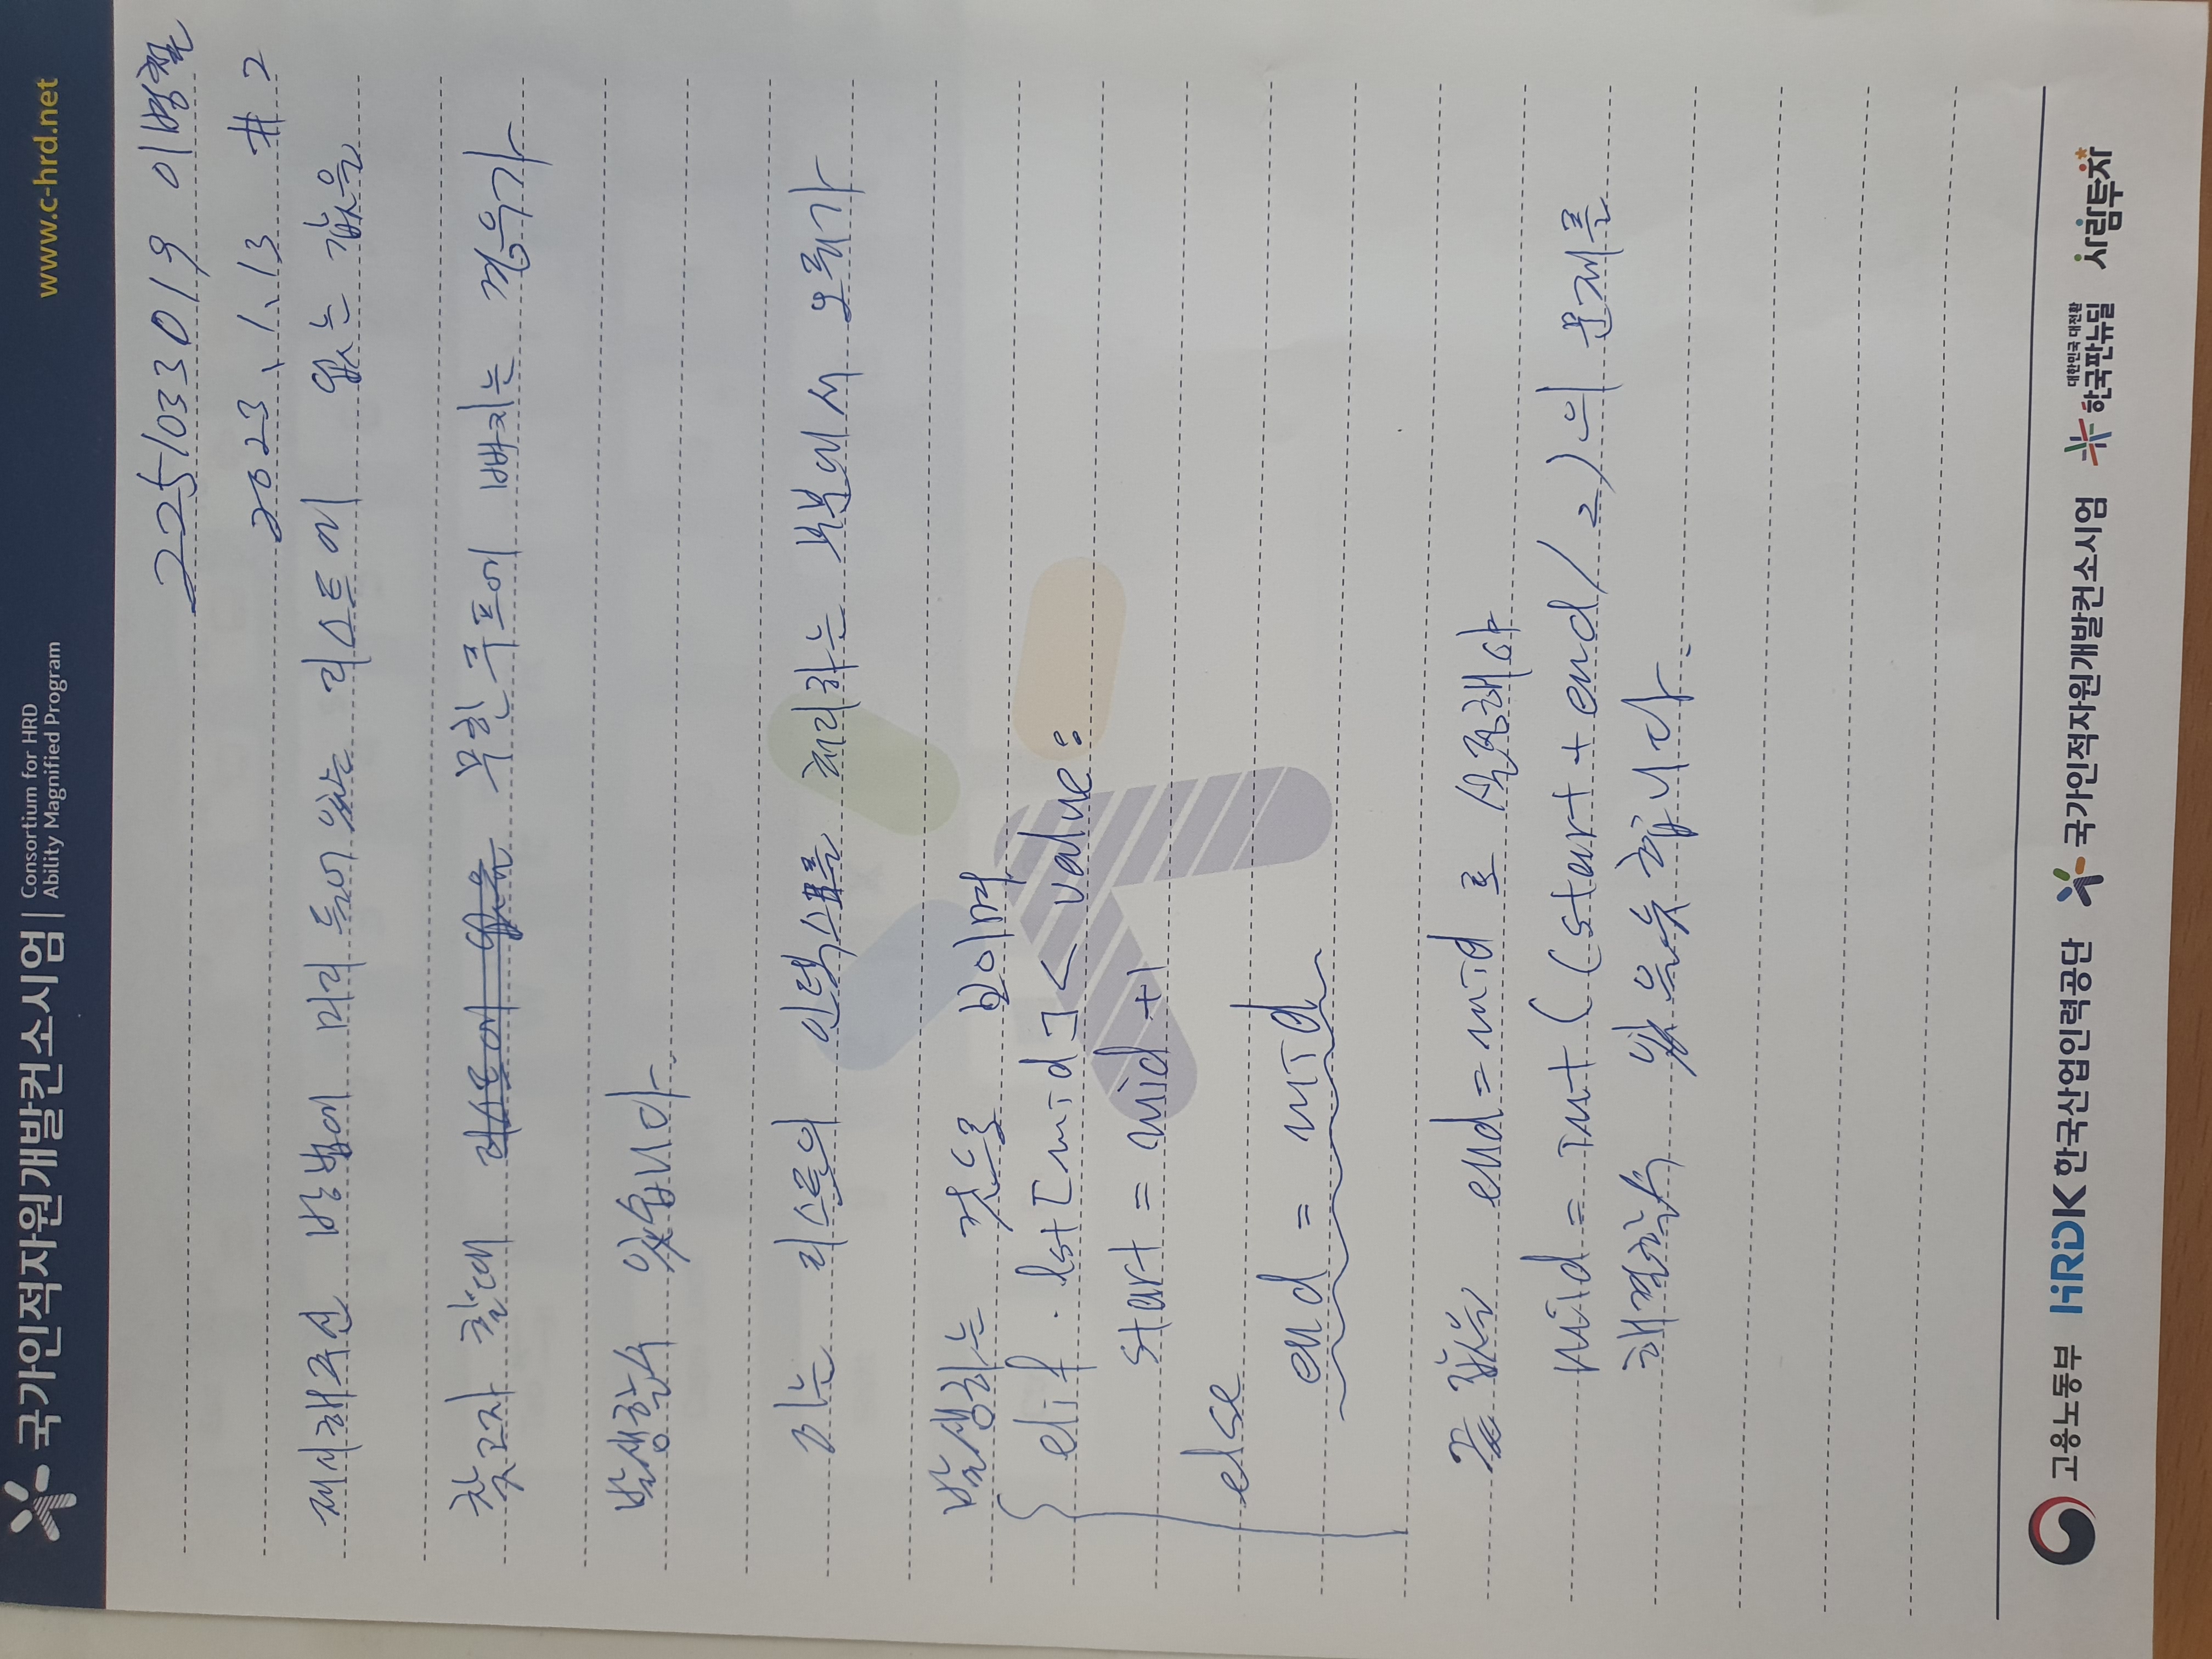 국가인적자원개발컨소시엄 | Consortium for HRD
Ability Magnified Program
www.c-hrd.net
2251033019 이병철
2023. 1. 13 # 2
제시해주신 방법에 미리 들어 있는 리스트에 없는 값을
찾고자 할때 리스트에 없을 무한루프에 빠지는 경우가
발생할수 있습니다.
이는 리스트의 인덱스를 처리하는 부분에서 오류가
발생하는 것으로 보이며
elif lst[mid] < value:
start = mid +1
else
end = mid
끝 값을 end = mid 로 설정해야
mid = int ((start + end / 2) 의 문제를
해결할수 있을듯 합니다.
고용노동부 HRDK 한국산업인력공단 국가인적자원개발컨소시엄 대한민국 대전환 한국판뉴딜 사람투자